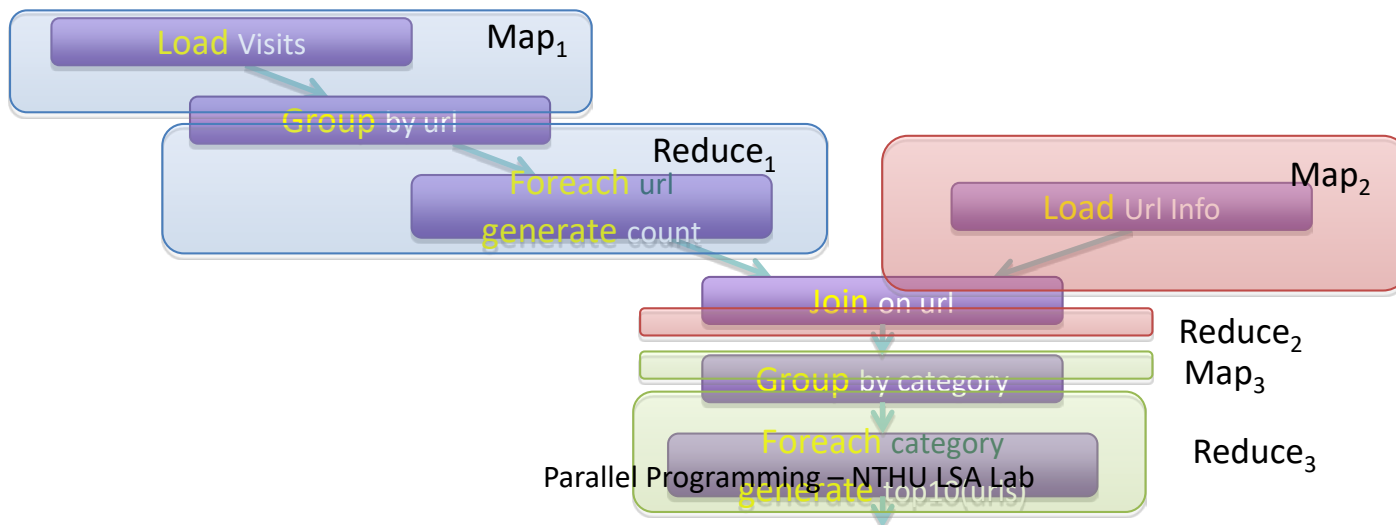 Load Visits
Map1
Group by url
Reduce1
Foreach url
generate count
Map2
Load Url Info
Join on url
Reduce2
Group by category
Map3
Foreach category
generate top10(urls)
Reduce3
Parallel Programming – NTHU LSA Lab